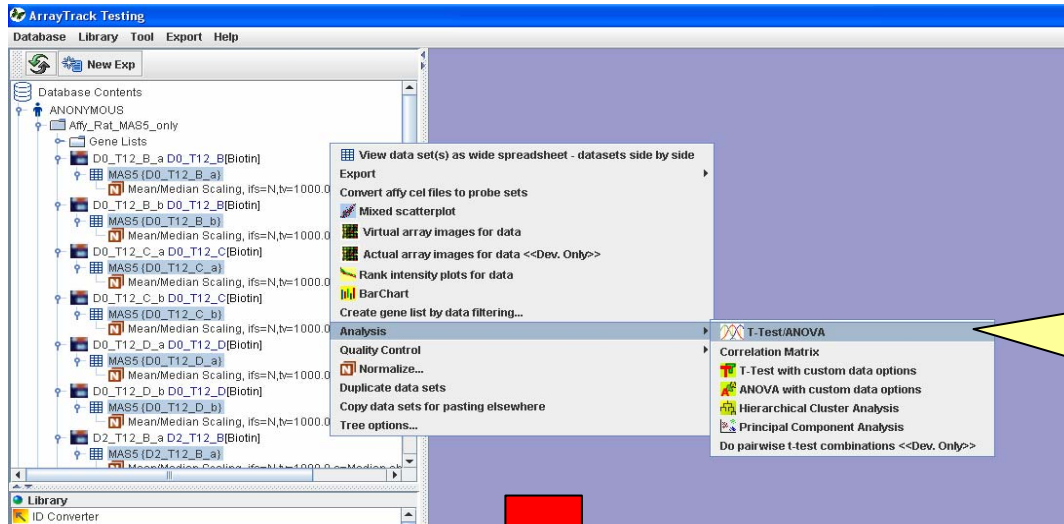 ArrayTrack Testing
Database Library Tool Export Help
New Exp
Database Contents
ANONYMOUS
Affy_Rat_MAS5_only
Gene Lists
D0_T12_B_a D0_T12_B[Biotin]
MAS5 {D0_T12_B_a}
Mean/Median Scaling, ifs=N,tv=1000.0
D0_T12_B_b D0_T12_B[Biotin]
MAS5 {D0_T12_B_b}
Mean/Median Scaling, ifs=N,tv=1000.0
D0_T12_C_a D0_T12_C[Biotin]
MAS5 {D0_T12_C_a}
Mean/Median Scaling, ifs=N,tv=1000.0
D0_T12_C_b D0_T12_C[Biotin]
MAS5 {D0_T12_C_b}
Mean/Median Scaling, ifs=N,tv=1000.0
D0_T12_D_a D0_T12_D[Biotin]
MAS5 {D0_T12_D_a}
Mean/Median Scaling, ifs=N,tv=1000.0
D0_T12_D_b D0_T12_D[Biotin]
MAS5 {D0_T12_D_b}
Mean/Median Scaling, ifs=N,tv=1000.0
D2_T12_B_a D2_T12_B[Biotin]
MAS5 {D2_T12_B_a}
Library
ID Converter
View data set(s) as wide spreadsheet - datasets side by side
Export
Convert affy cel files to probe sets
Mixed scatterplot
Virtual array images for data
Actual array images for data <<Dev. Only>>
Rank intensity plots for data
BarChart
Create gene list by data filtering...
Analysis
Quality Control
Normalize...
Duplicate data sets
Copy data sets for pasting elsewhere
Tree options...
T-Test/ANOVA
Correlation Matrix
T-Test with custom data options
ANOVA with custom data options
Hierarchical Cluster Analysis
Principal Component Analysis
Do pairwise t-test combinations <<Dev. Only>>